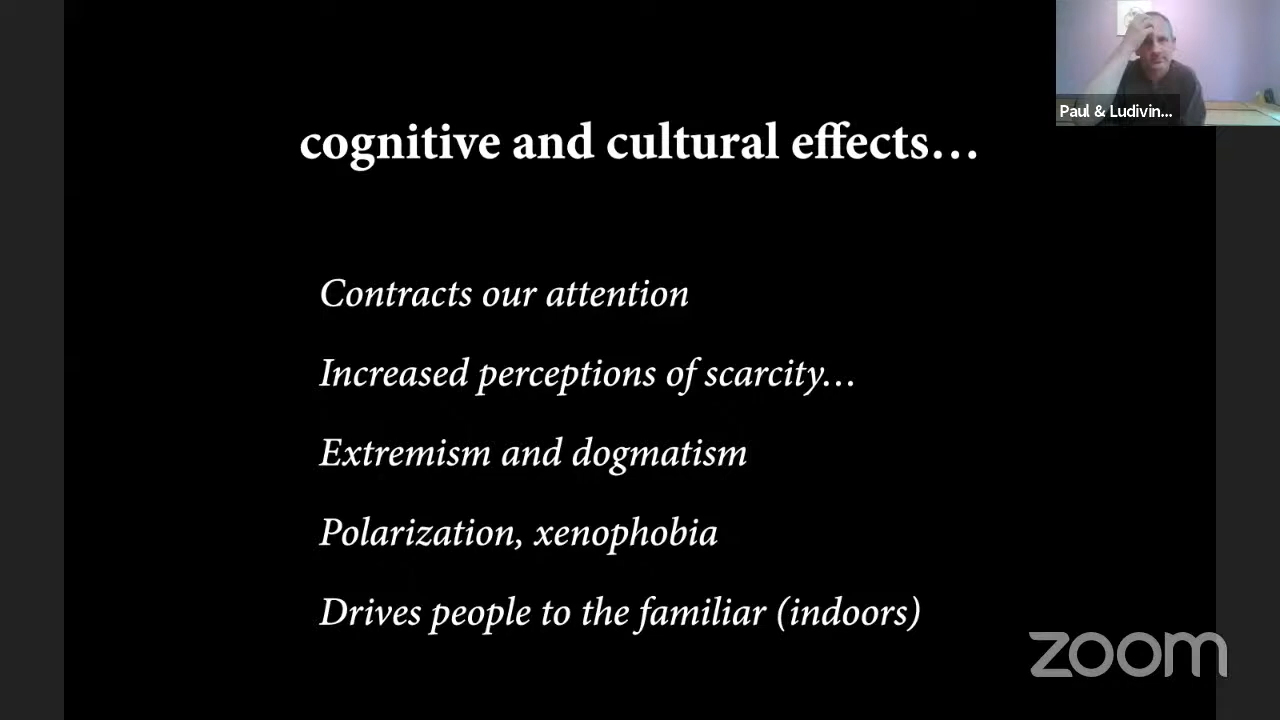 Paul & Ludivin...
cognitive and cultural effects…
Contracts our attention
Increased perceptions of scarcity…
Extremism and dogmatism
Polarization, xenophobia
Drives people to the familiar (indoors)
zoom